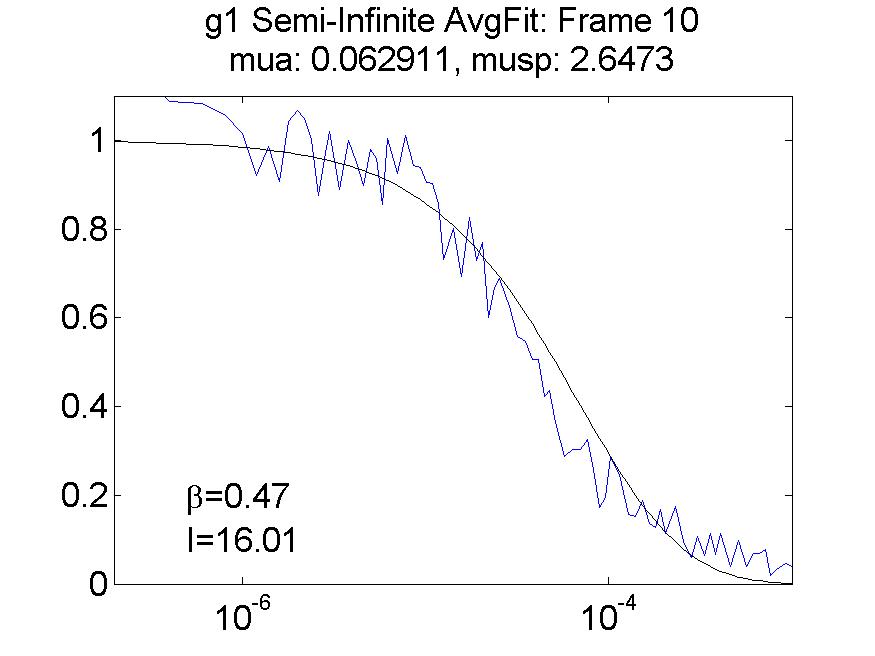 g1 Semi-Infinite AvgFit: Frame 10
mua: 0.062911, musp: 2.6473
1
0.8
0.6
0.4
0.2
0
β=0.47
I=16.01
10^-6
10^-4